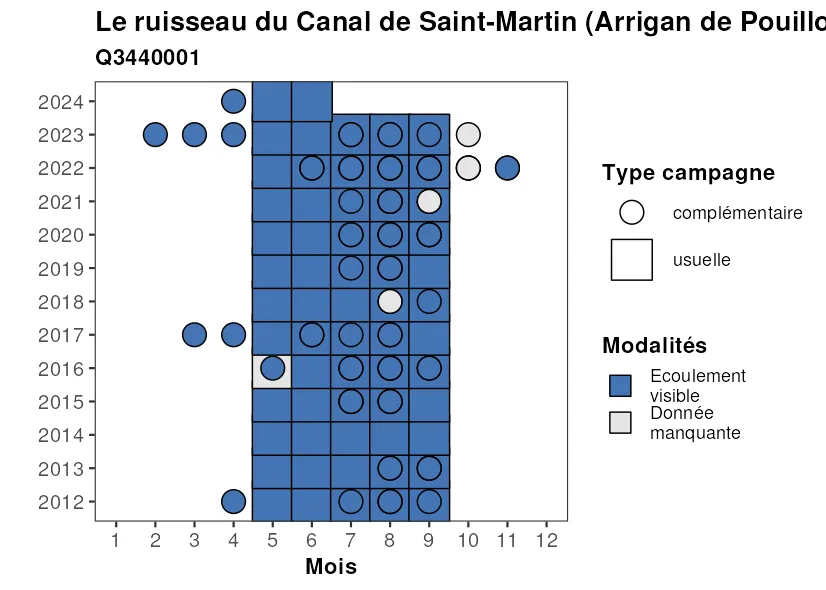 Le ruisseau du Canal de Saint-Martin (Arrigan de Pouillo
Q3440001
2024
2023
2022
2021
2020
2019
2018
2017
2016
2015
2014
2013
2012
1 2 3 4 5 6 7 8 9 10 11 12
Mois
Type campagne
complémentaire
usuelle
Modalités
Ecoulement
visible
Donnée
manquante